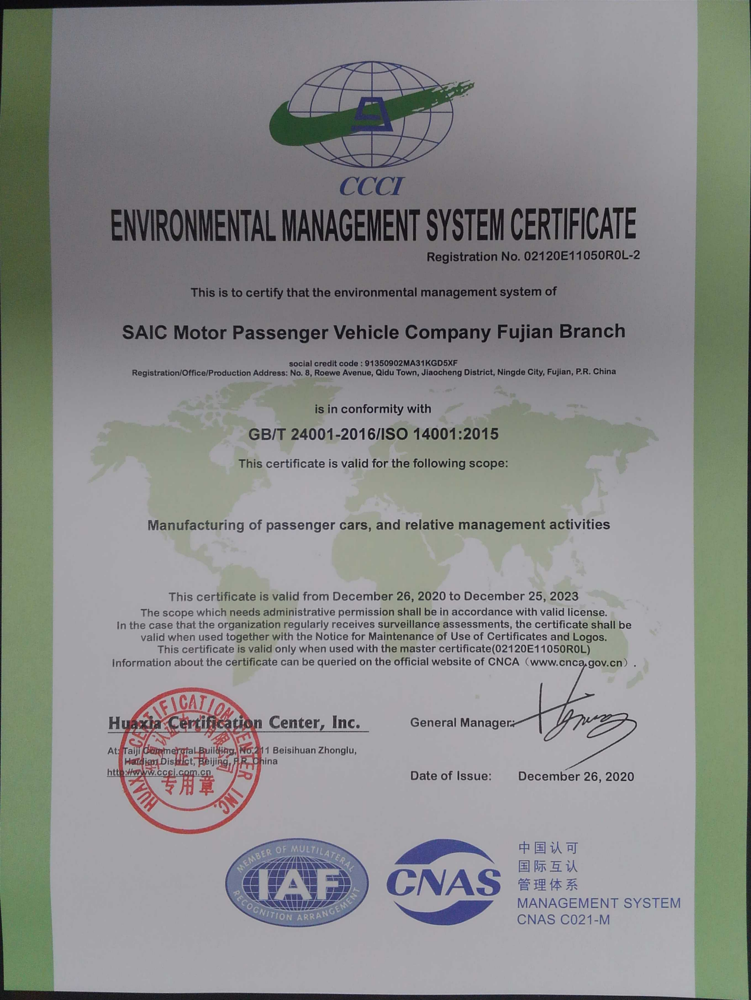 CCCI
ENVIRONMENTAL MANAGEMENT SYSTEM CERTIFICATE
Registration No. 02120E11050R0L-2
This is to certify that the environmental management system of
SAIC Motor Passenger Vehicle Company Fujian Branch
social credit code : 91350902MA31KGD5XF
Registration/Office/Production Address: No. 8, Roewe Avenue, Qidu Town, Jiaocheng District, Ningde City, Fujian, P.R. China
is in conformity with
GB/T 24001-2016/ISO 14001:2015
This certificate is valid for the following scope:
Manufacturing of passenger cars, and relative management activities
This certificate is valid from December 26, 2020 to December 25, 2023
The scope which needs administrative permission shall be in accordance with valid license.
In the case that the organization regularly receives surveillance assessments, the certificate shall be
valid when used together with the Notice for Maintenance of Use of Certificates and Logos.
This certificate is valid only when used with the master certificate(02120E11050R0L)
Information about the certificate can be queried on the official website of CNCA（www.cnca.gov.cn）.
Huaxia Certification Center, Inc.
At: Taiji Commercial Building, No.211 Beisihuan Zhonglu,
Haidian District, Beijing, P.R. China
http://www.ccci.com.cn
HUAXIA CERTIFICATION CENTER INC.
华夏认证中心有限公司
证书
专用章
General Manager:
Date of Issue: December 26, 2020
MEMBER OF MULTILATERAL
IAF
RECOGNITION ARRANGEMENT
CNAS
中国认可
国际互认
管理体系
MANAGEMENT SYSTEM
CNAS C021-M